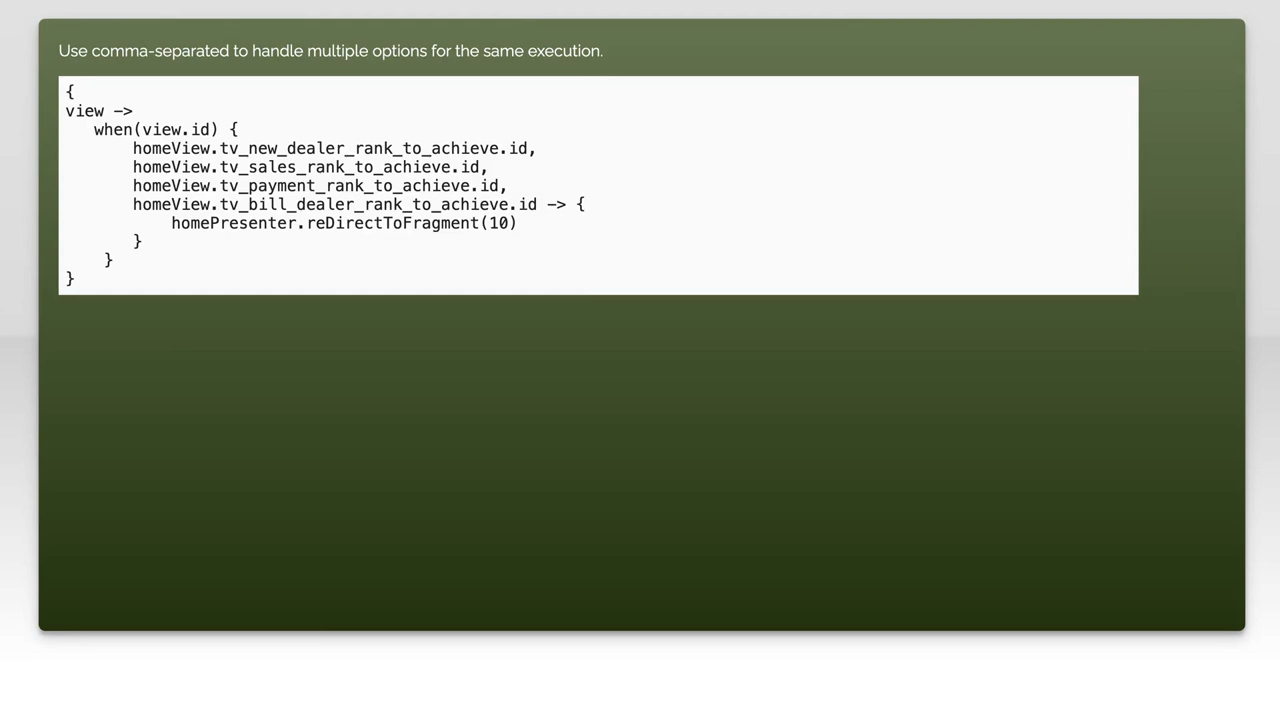 Use comma-separated to handle multiple options for the same execution.
{
view ->
   when(view.id) {
       homeView.tv_new_dealer_rank_to_achieve.id,
       homeView.tv_sales_rank_to_achieve.id,
       homeView.tv_payment_rank_to_achieve.id,
       homeView.tv_bill_dealer_rank_to_achieve.id -> {
           homePresenter.reDirectToFragment(10)
       }
    }
}